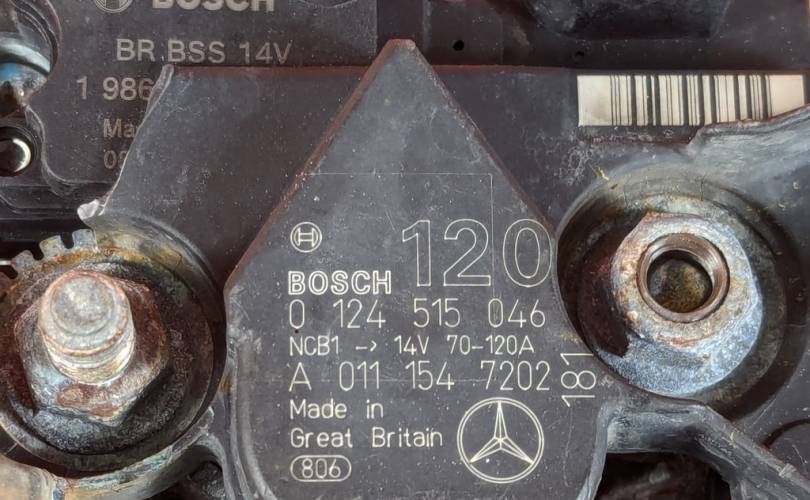 BOSCH
BR BSS 14V
1 986
120
BOSCH
0 124 515 046
NCB1 -> 14V 70-120A
A 011 154 7202
181
Made in
Great Britain
806